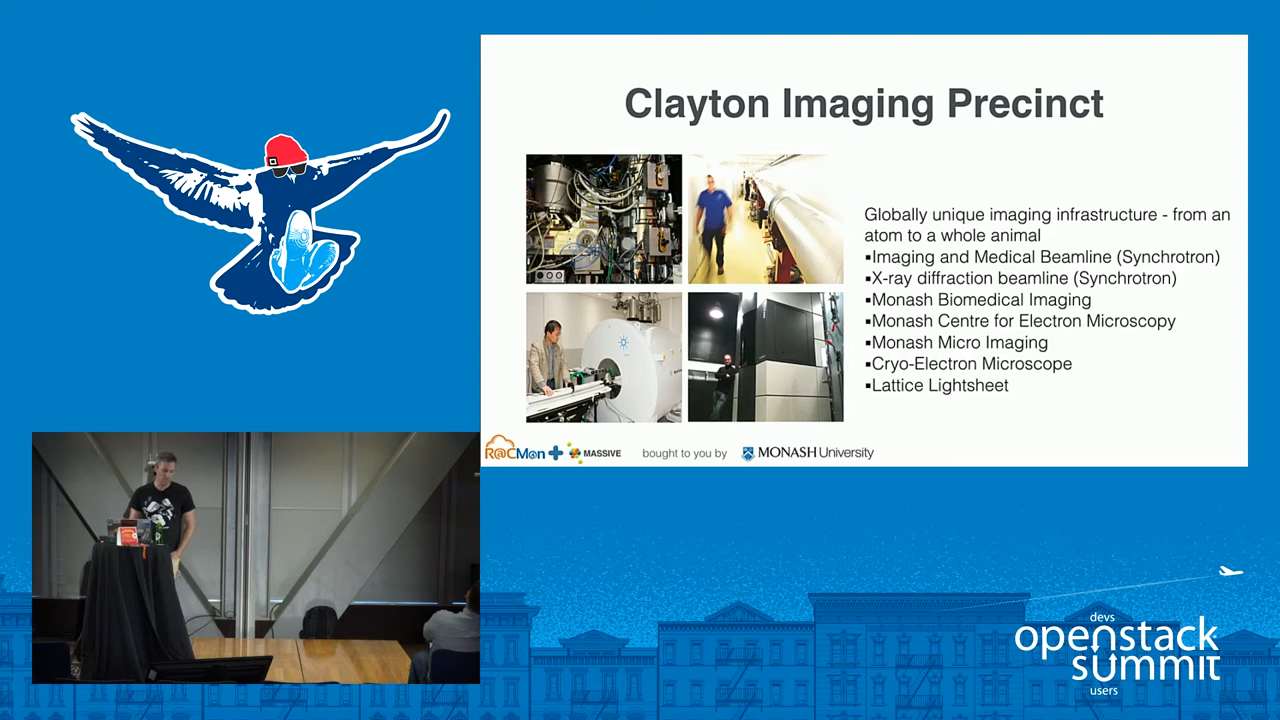 Clayton Imaging Precinct
Globally unique imaging infrastructure - from an
atom to a whole animal
▪Imaging and Medical Beamline (Synchrotron)
▪X-ray diffraction beamline (Synchrotron)
▪Monash Biomedical Imaging
▪Monash Centre for Electron Microscopy
▪Monash Micro Imaging
▪Cryo-Electron Microscope
▪Lattice Lightsheet
R@CMon
MASSIVE
bought to you by
MONASH University
devs
openstack
summit
users